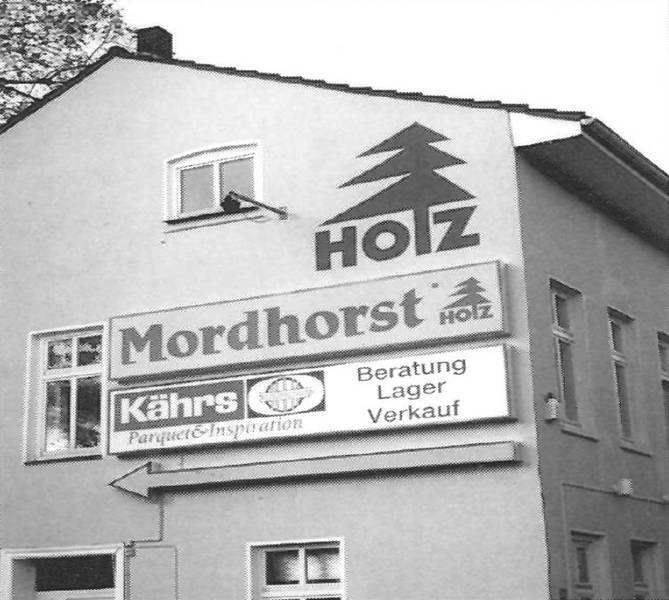 HOLZ
Mordhorst
HOLZ
Kährs
Parquet&Inspiration
Beratung
Lager
Verkauf